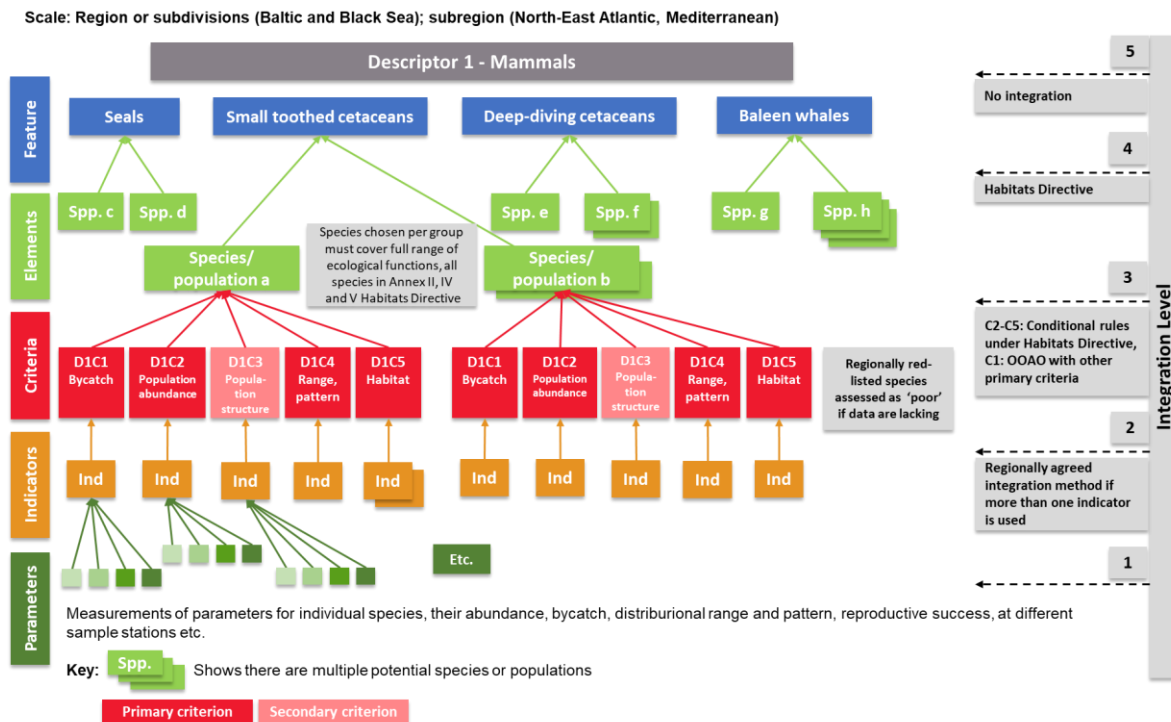 Scale: Region or subdivisions (Baltic and Black Sea); subregion (North-East Atlantic, Mediterranean)
Descriptor 1 - Mammals
5
No integration
Feature
Seals
Small toothed cetaceans
Deep-diving cetaceans
Baleen whales
4
Habitats Directive
Elements
Spp. c
Spp. d
Spp. e
Spp. f
Spp. g
Spp. h
Species/
population a
Species chosen per group
must cover full range of
ecological functions, all
species in Annex II, IV
and V Habitats Directive
Species/
population b
3
C2-C5: Conditional rules
under Habitats Directive,
C1: OOAO with other
primary criteria
Integration Level
Criteria
D1C1
Bycatch
D1C2
Population
abundance
D1C3
Popula-
tion
structure
D1C4
Range,
pattern
D1C5
Habitat
D1C1
Bycatch
D1C2
Population
abundance
D1C3
Popula-
tion
structure
D1C4
Range,
pattern
D1C5
Habitat
Regionally red-
listed species
assessed as ‘poor’
if data are lacking
2
Regionally agreed
integration method if
more than one indicator
is used
Indicators
Ind
Ind
Ind
Ind
Ind
Ind
Ind
Ind
Ind
Ind
Parameters
Etc.
1
Measurements of parameters for individual species, their abundance, bycatch, distriburional range and pattern, reproductive success, at different
sample stations etc.
Key:
Spp.
Shows there are multiple potential species or populations
Primary criterion
Secondary criterion